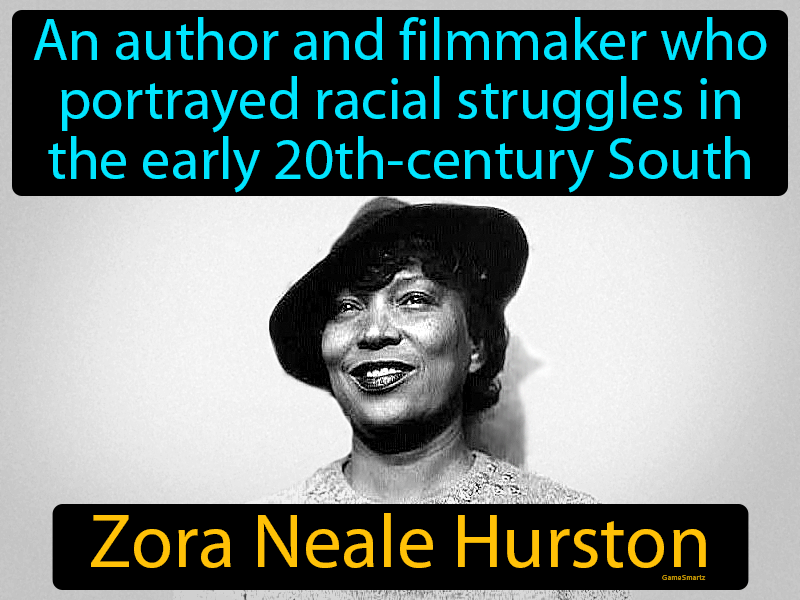 An author and filmmaker who
portrayed racial struggles in
the early 20th-century South
Zora Neale Hurston
GameSmartz